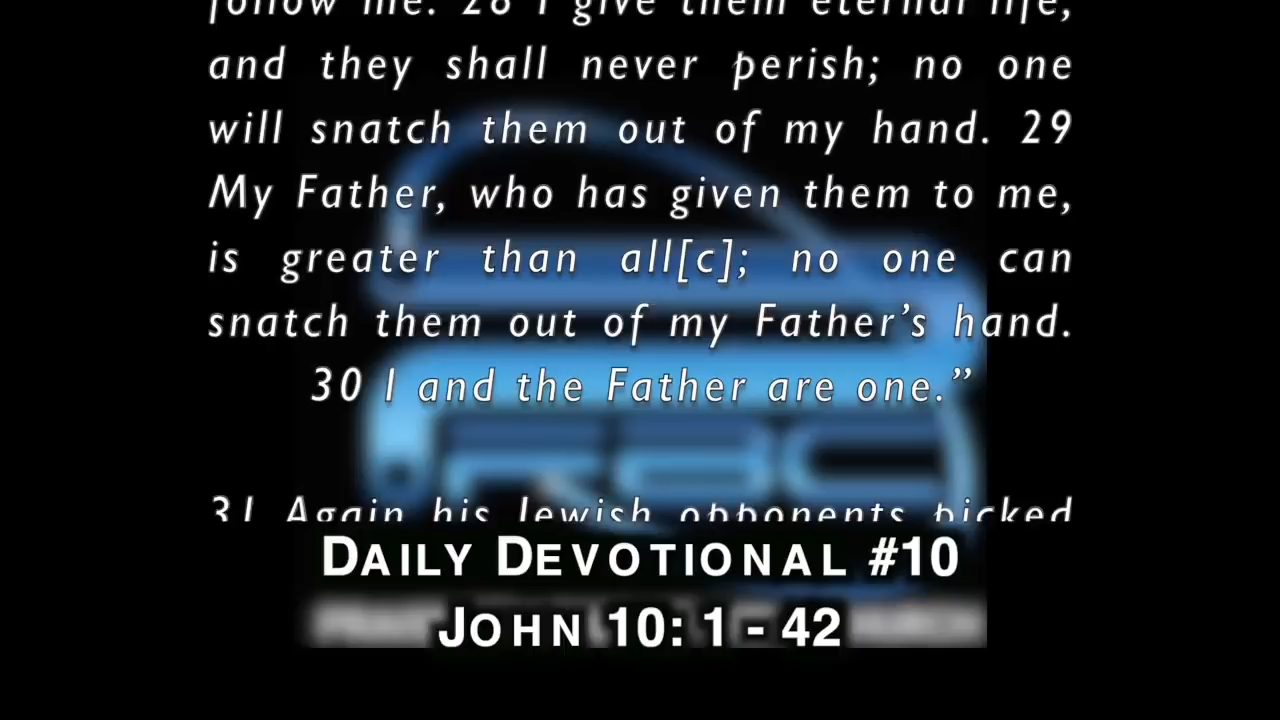 follow me. 28 I give them eternal life,
and they shall never perish; no one
will snatch them out of my hand. 29
My Father, who has given them to me,
is greater than all[c]; no one can
snatch them out of my Father’s hand.
30 I and the Father are one.”
31 Again his Jewish opponents picked
DAILY DEVOTIONAL #10
JOHN 10: 1 - 42